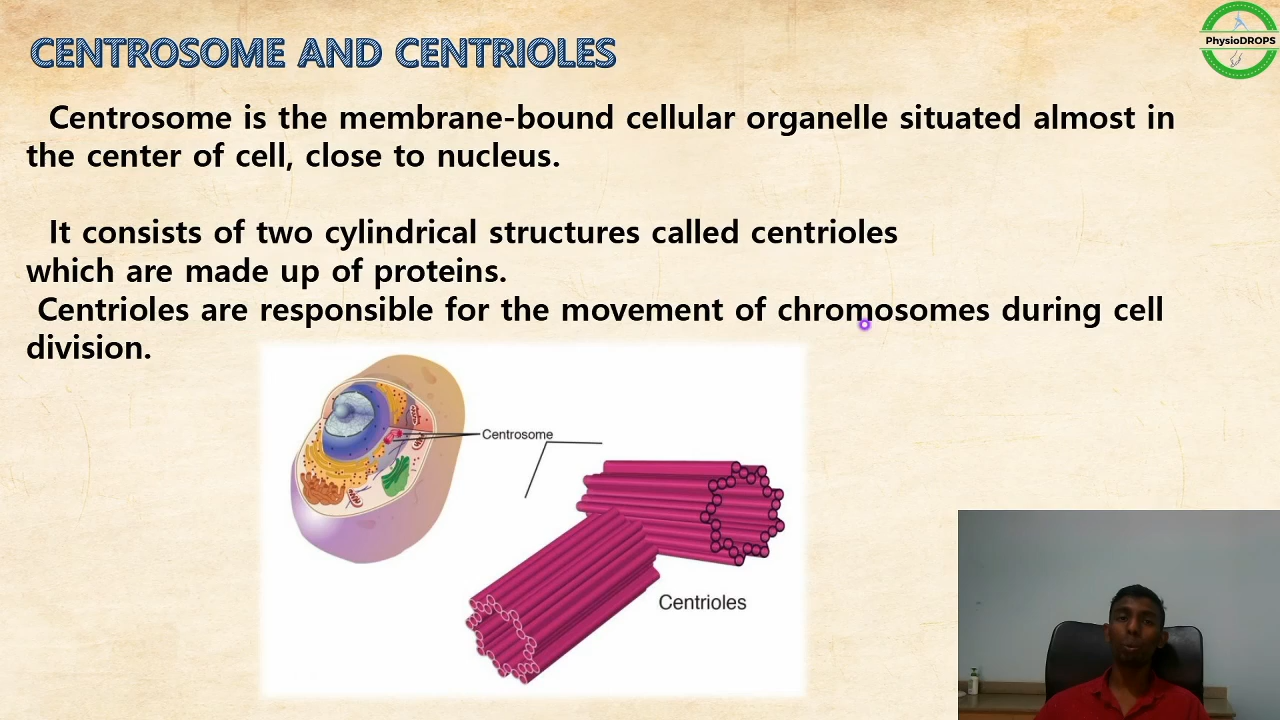 CENTROSOME AND CENTRIOLES
PhysioDROPS
Centrosome is the membrane-bound cellular organelle situated almost in
the center of cell, close to nucleus.
It consists of two cylindrical structures called centrioles
which are made up of proteins.
Centrioles are responsible for the movement of chromosomes during cell
division.
Centrosome
Centrioles